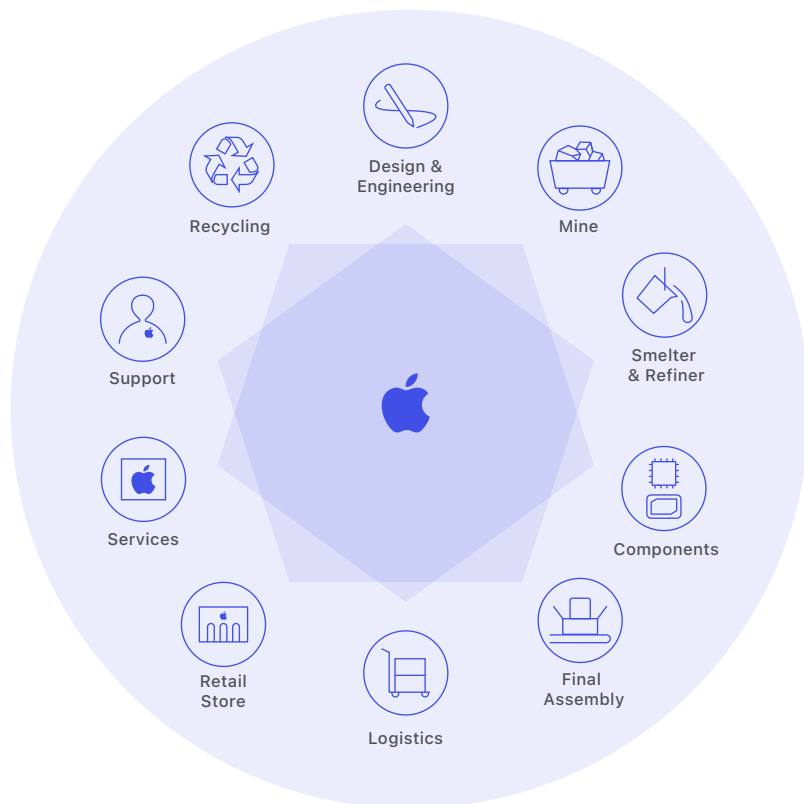 Design &
Engineering
Mine
Smelter
& Refiner
Components
Final
Assembly
Logistics
Retail
Store
Services
Support
Recycling